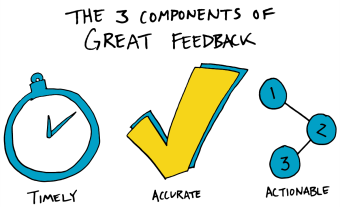 THE 3 COMPONENTS OF
GREAT FEEDBACK
1
2
3
TIMELY
ACCURATE
ACTIONABLE